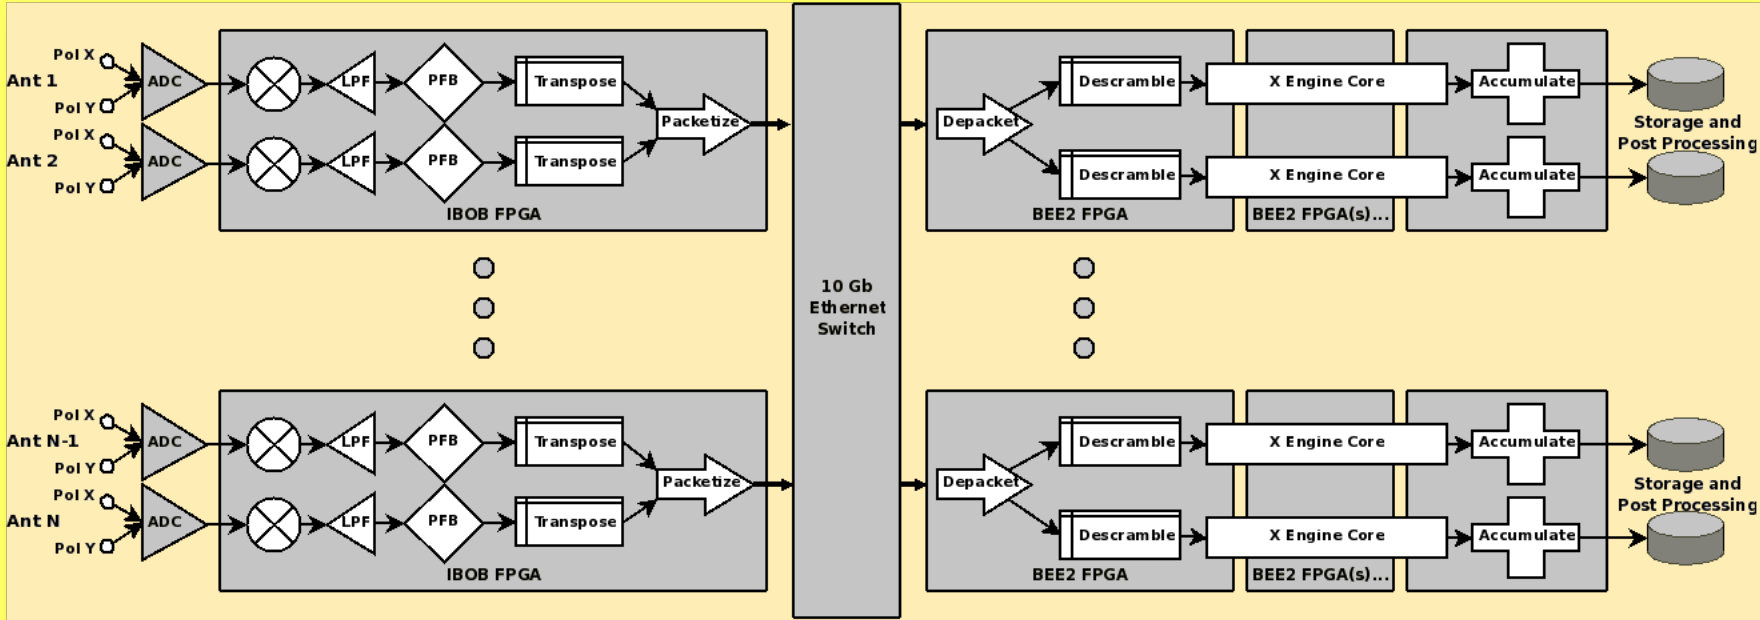 Pol X
Ant 1
Pol Y
ADC
LPF
PFB
Transpose
Pol X
Ant 2
Pol Y
ADC
LPF
PFB
Transpose
Packetize
IBOB FPGA
Pol X
Ant N-1
Pol Y
ADC
LPF
PFB
Transpose
Pol X
Ant N
Pol Y
ADC
LPF
PFB
Transpose
Packetize
IBOB FPGA
10 Gb
Ethernet
Switch
Depacket
Descramble
X Engine Core
Accumulate
Descramble
X Engine Core
Accumulate
Storage and
Post Processing
BEE2 FPGA
BEE2 FPGA(s)...
Depacket
Descramble
X Engine Core
Accumulate
Descramble
X Engine Core
Accumulate
Storage and
Post Processing
BEE2 FPGA
BEE2 FPGA(s)...